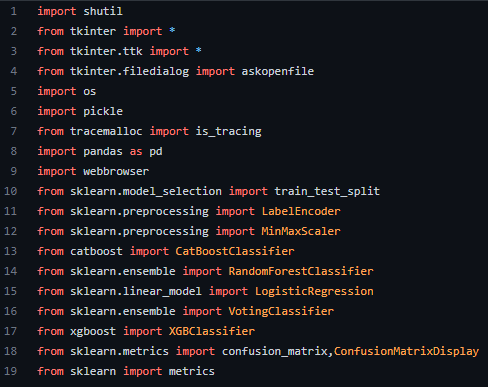 1 import shutil
2 from tkinter import *
3 from tkinter.ttk import *
4 from tkinter.filedialog import askopenfile
5 import os
6 import pickle
7 from tracemalloc import is_tracing
8 import pandas as pd
9 import webbrowser
10 from sklearn.model_selection import train_test_split
11 from sklearn.preprocessing import LabelEncoder
12 from sklearn.preprocessing import MinMaxScaler
13 from catboost import CatBoostClassifier
14 from sklearn.ensemble import RandomForestClassifier
15 from sklearn.linear_model import LogisticRegression
16 from sklearn.ensemble import VotingClassifier
17 from xgboost import XGBClassifier
18 from sklearn.metrics import confusion_matrix,ConfusionMatrixDisplay
19 from sklearn import metrics